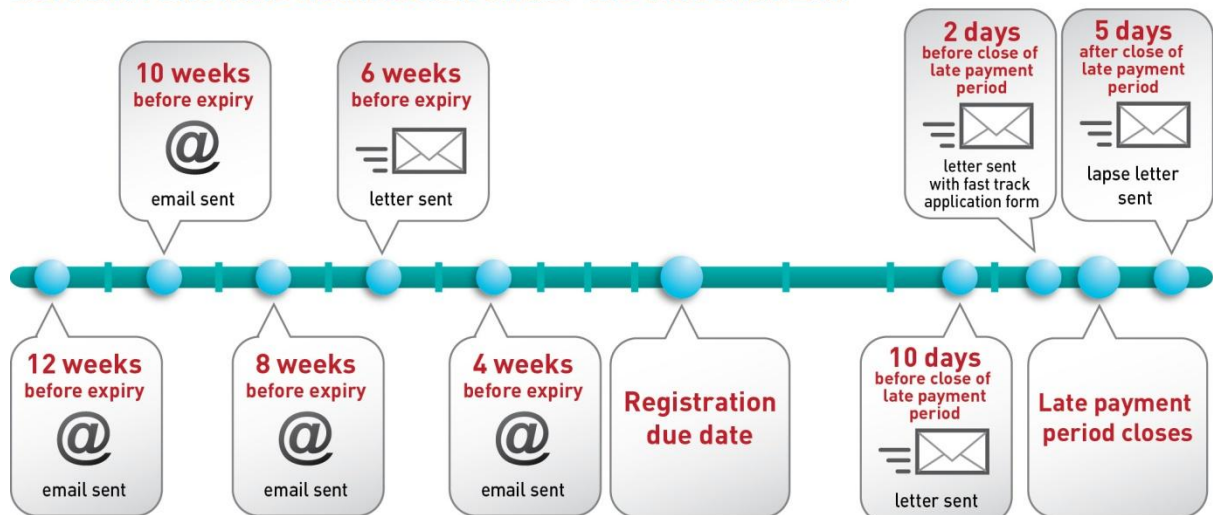 10 weeks
before expiry
@
email sent
6 weeks
before expiry
letter sent
2 days
before close of
late payment
period
letter sent
with fast track
application form
5 days
after close of
late payment
period
lapse letter
sent
12 weeks
before expiry
@
email sent
8 weeks
before expiry
@
email sent
4 weeks
before expiry
@
email sent
Registration
due date
10 days
before close of
late payment
period
letter sent
Late payment
period closes